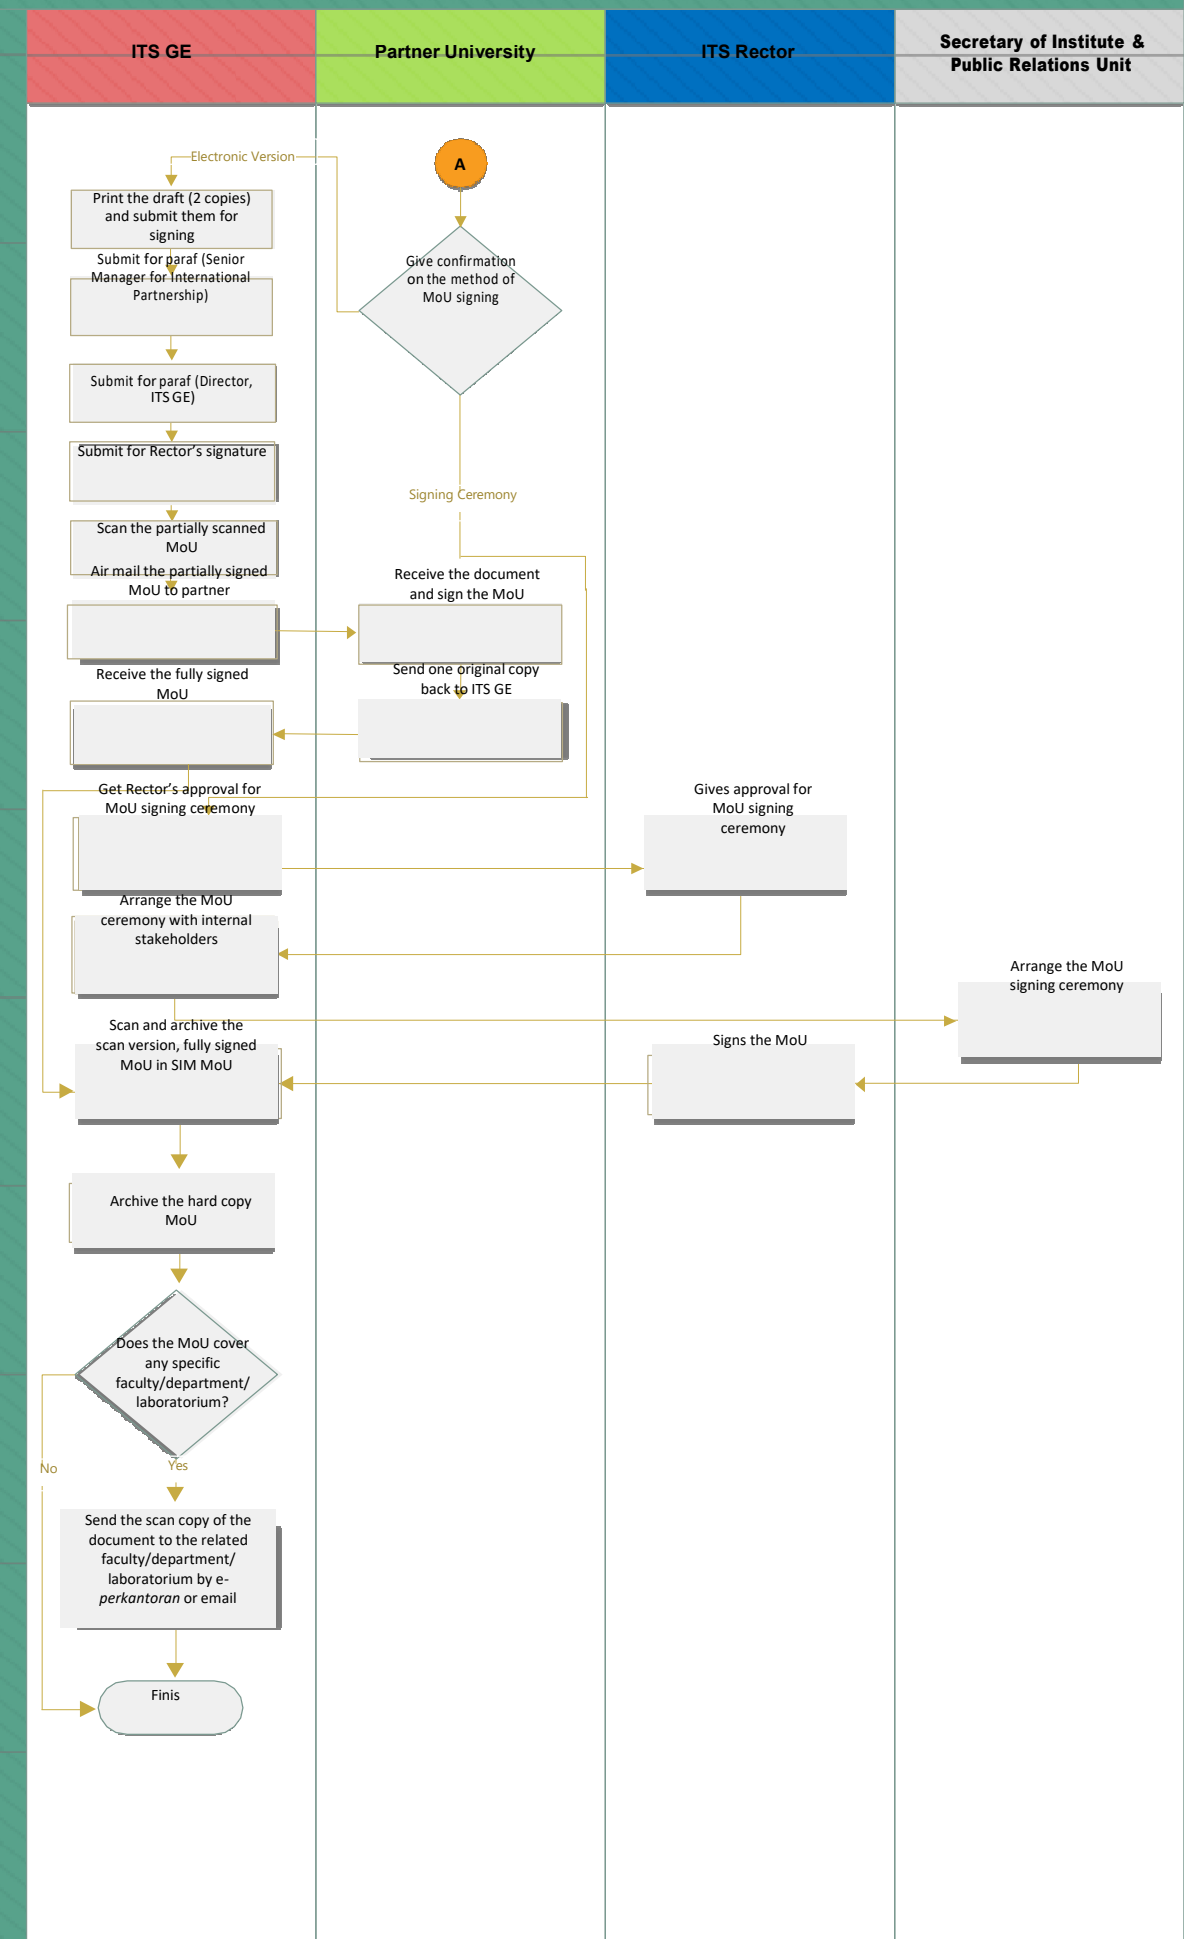 ITS GE
Partner University
ITS Rector
Secretary of Institute &
Public Relations Unit
Electronic Version
A
Print the draft (2 copies)
and submit them for
signing
Give confirmation
on the method of
MoU signing
Submit for paraf (Senior
Manager for International
Partnership)
Submit for paraf (Director,
ITS GE)
Submit for Rector’s signature
Signing Ceremony
Scan the partially scanned
MoU
Air mail the partially signed
MoU to partner
Receive the document
and sign the MoU
Send one original copy
back to ITS GE
Receive the fully signed
MoU
Get Rector’s approval for
MoU signing ceremony
Gives approval for
MoU signing
ceremony
Arrange the MoU
ceremony with internal
stakeholders
Arrange the MoU
signing ceremony
Scan and archive the
scan version, fully signed
MoU in SIM MoU
Signs the MoU
Archive the hard copy
MoU
Does the MoU cover
any specific
faculty/department/
laboratorium?
No
Yes
Send the scan copy of the
document to the related
faculty/department/
laboratorium by e-
perkantoran or email
Finis